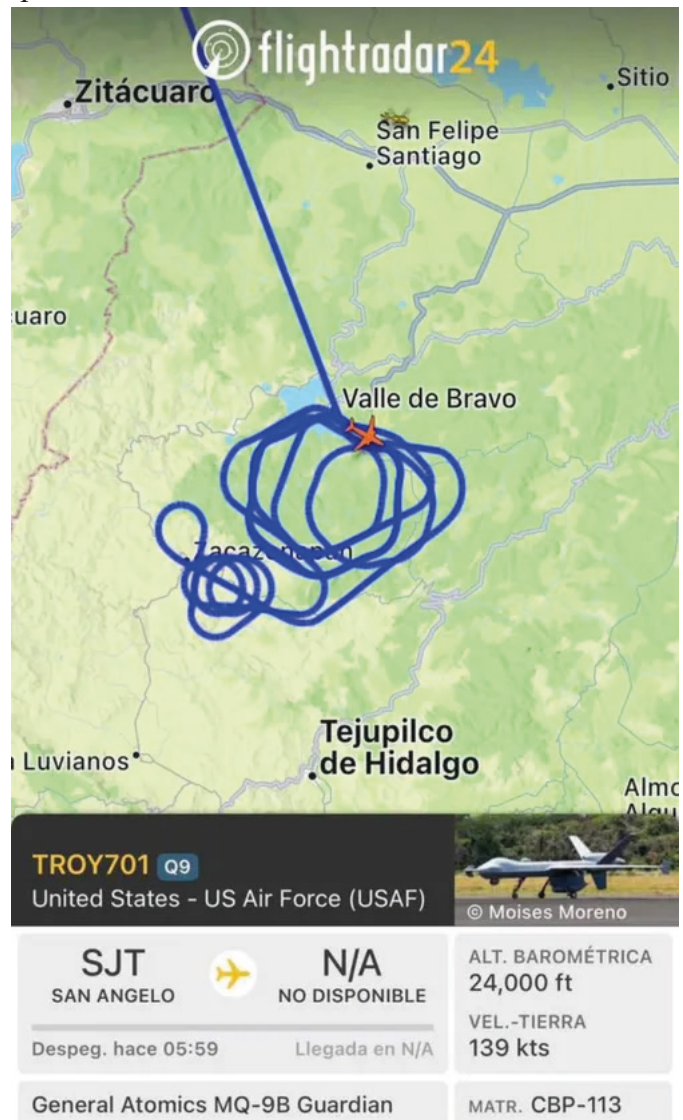 flightradar24
Zitácuaro
Sitio
San Felipe
Santiago
uaro
Valle de Bravo
Zacazonapan
Tejupilco
de Hidalgo
Luvianos
TROY701 Q9
United States - US Air Force (USAF)
© Moises Moreno
SJT
SAN ANGELO
N/A
NO DISPONIBLE
Despeg. hace 05:59
Llegada en N/A
ALT. BAROMÉTRICA
24,000 ft
VEL.-TIERRA
139 kts
General Atomics MQ-9B Guardian
MATR. CBP-113